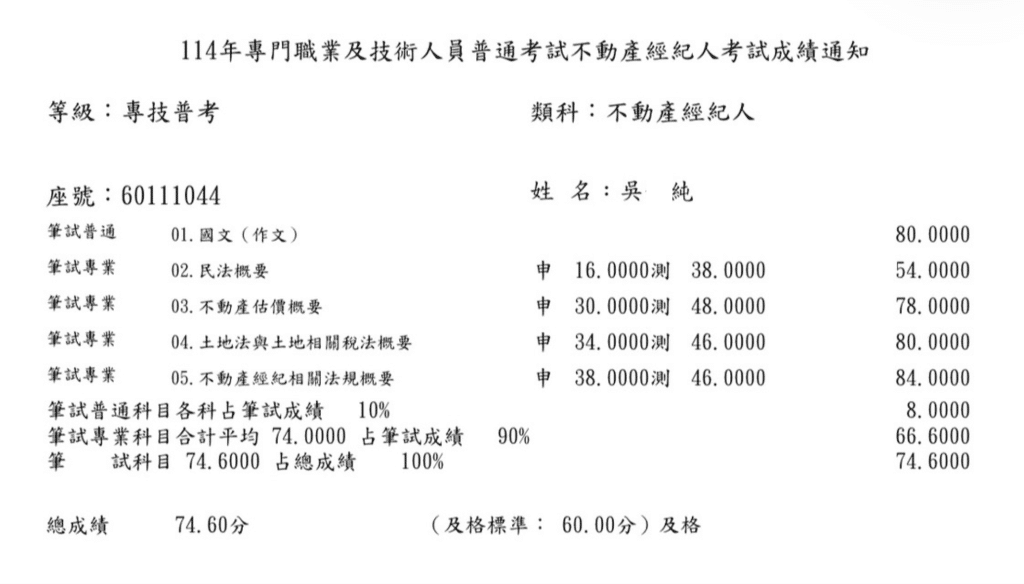 114年專門職業及技術人員普通考試不動產經紀人考試成績通知
等級：專技普考 類科：不動產經紀人
座號：60111044 姓 名：吳 純
筆試普通 01.國文（作文） 80.0000
筆試專業 02.民法概要 申 16.0000測 38.0000 54.0000
筆試專業 03.不動產估價概要 申 30.0000測 48.0000 78.0000
筆試專業 04.土地法與土地相關稅法概要 申 34.0000測 46.0000 80.0000
筆試專業 05.不動產經紀相關法規概要 申 38.0000測 46.0000 84.0000
筆試普通科目各科占筆試成績 10% 8.0000
筆試專業科目合計平均 74.0000 占筆試成績 90% 66.6000
筆 試科目 74.6000 占總成績 100% 74.6000
總成績 74.60分 （及格標準： 60.00分）及格